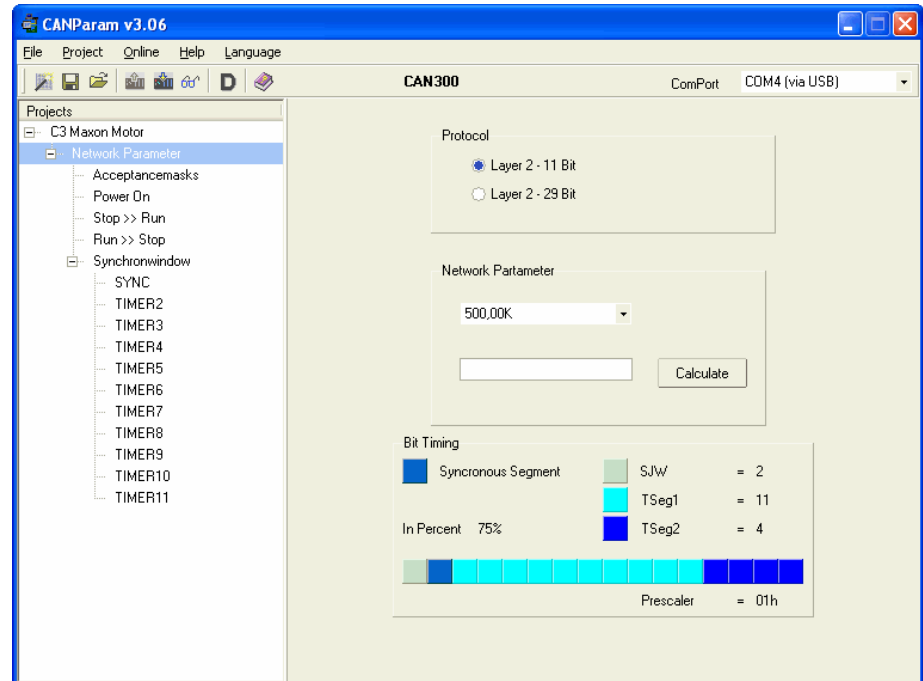 CANParam v3.06
File Project Online Help Language
CAN300
ComPort
COM4 (via USB)
Projects
C3 Maxon Motor
Network Parameter
Acceptancemasks
Power On
Stop >> Run
Run >> Stop
Synchronwindow
SYNC
TIMER2
TIMER3
TIMER4
TIMER5
TIMER6
TIMER7
TIMER8
TIMER9
TIMER10
TIMER11
Protocol
Layer 2 - 11 Bit
Layer 2 - 29 Bit
Network Partameter
500,00K
Calculate
Bit Timing
Syncronous Segment
SJW = 2
TSeg1 = 11
In Percent 75%
TSeg2 = 4
Prescaler = 01h